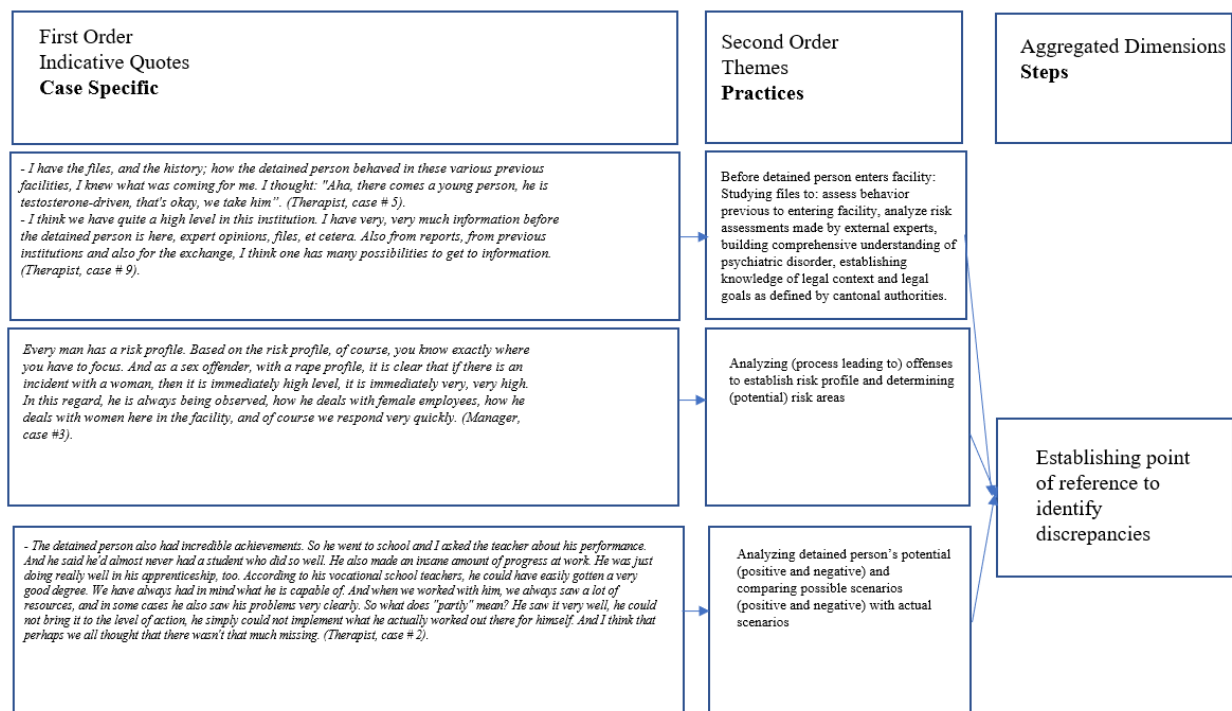 First Order
Indicative Quotes
Case Specific
Second Order
Themes
Practices
Aggregated Dimensions
Steps
- I have the files, and the history; how the detained person behaved in these various previous
facilities, I knew what was coming for me. I thought: "Aha, there comes a young person, he is
testosterone-driven, that's okay, we take him”. (Therapist, case # 5).
- I think we have quite a high level in this institution. I have very, very much information before
the detained person is here, expert opinions, files, et cetera. Also from reports, from previous
institutions and also for the exchange, I think one has many possibilities to get to information.
(Therapist, case # 9).
Before detained person enters facility:
Studying files to: assess behavior
previous to entering facility, analyze risk
assessments made by external experts,
building comprehensive understanding of
psychiatric disorder, establishing
knowledge of legal context and legal
goals as defined by cantonal authorities.
Every man has a risk profile. Based on the risk profile, of course, you know exactly where
you have to focus. And as a sex offender, with a rape profile, it is clear that if there is an
incident with a woman, then it is immediately high level, it is immediately very, very high.
In this regard, he is always being observed, how he deals with female employees, how he
deals with women here in the facility, and of course we respond very quickly. (Manager,
case #3).
Analyzing (process leading to) offenses
to establish risk profile and determining
(potential) risk areas
Establishing point
of reference to
identify
discrepancies
- The detained person also had incredible achievements. So he went to school and I asked the teacher about his performance.
And he said he'd almost never had a student who did so well. He also made an insane amount of progress at work. He was just
doing really well in his apprenticeship, too. According to his vocational school teachers, he could have easily gotten a very
good degree. We have always had in mind what he is capable of. And when we worked with him, we always saw a lot of
resources, and in some cases he also saw his problems very clearly. So what does "partly" mean? He saw it very well, he could
not bring it to the level of action, he simply could not implement what he actually worked out there for himself. And I think that
perhaps we all thought that there wasn't that much missing. (Therapist, case # 2).
Analyzing detained person’s potential
(positive and negative) and
comparing possible scenarios
(positive and negative) with actual
scenarios